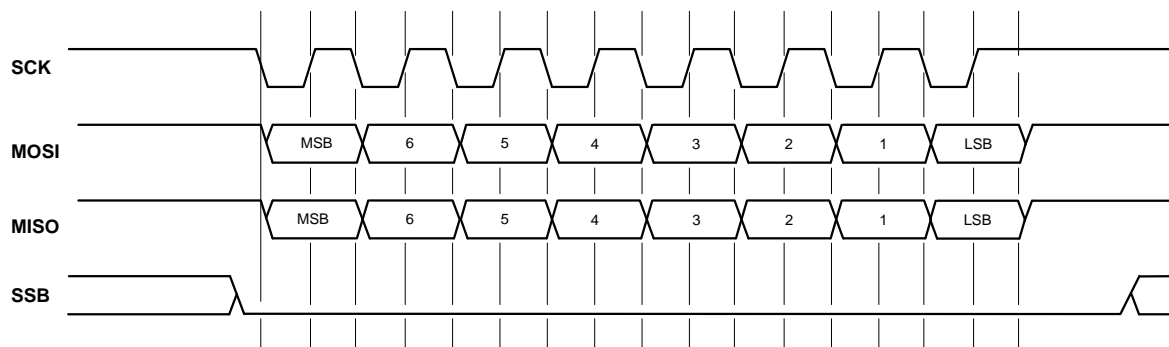 SCK
MOSI MSB 6 5 4 3 2 1 LSB
MISO MSB 6 5 4 3 2 1 LSB
SSB